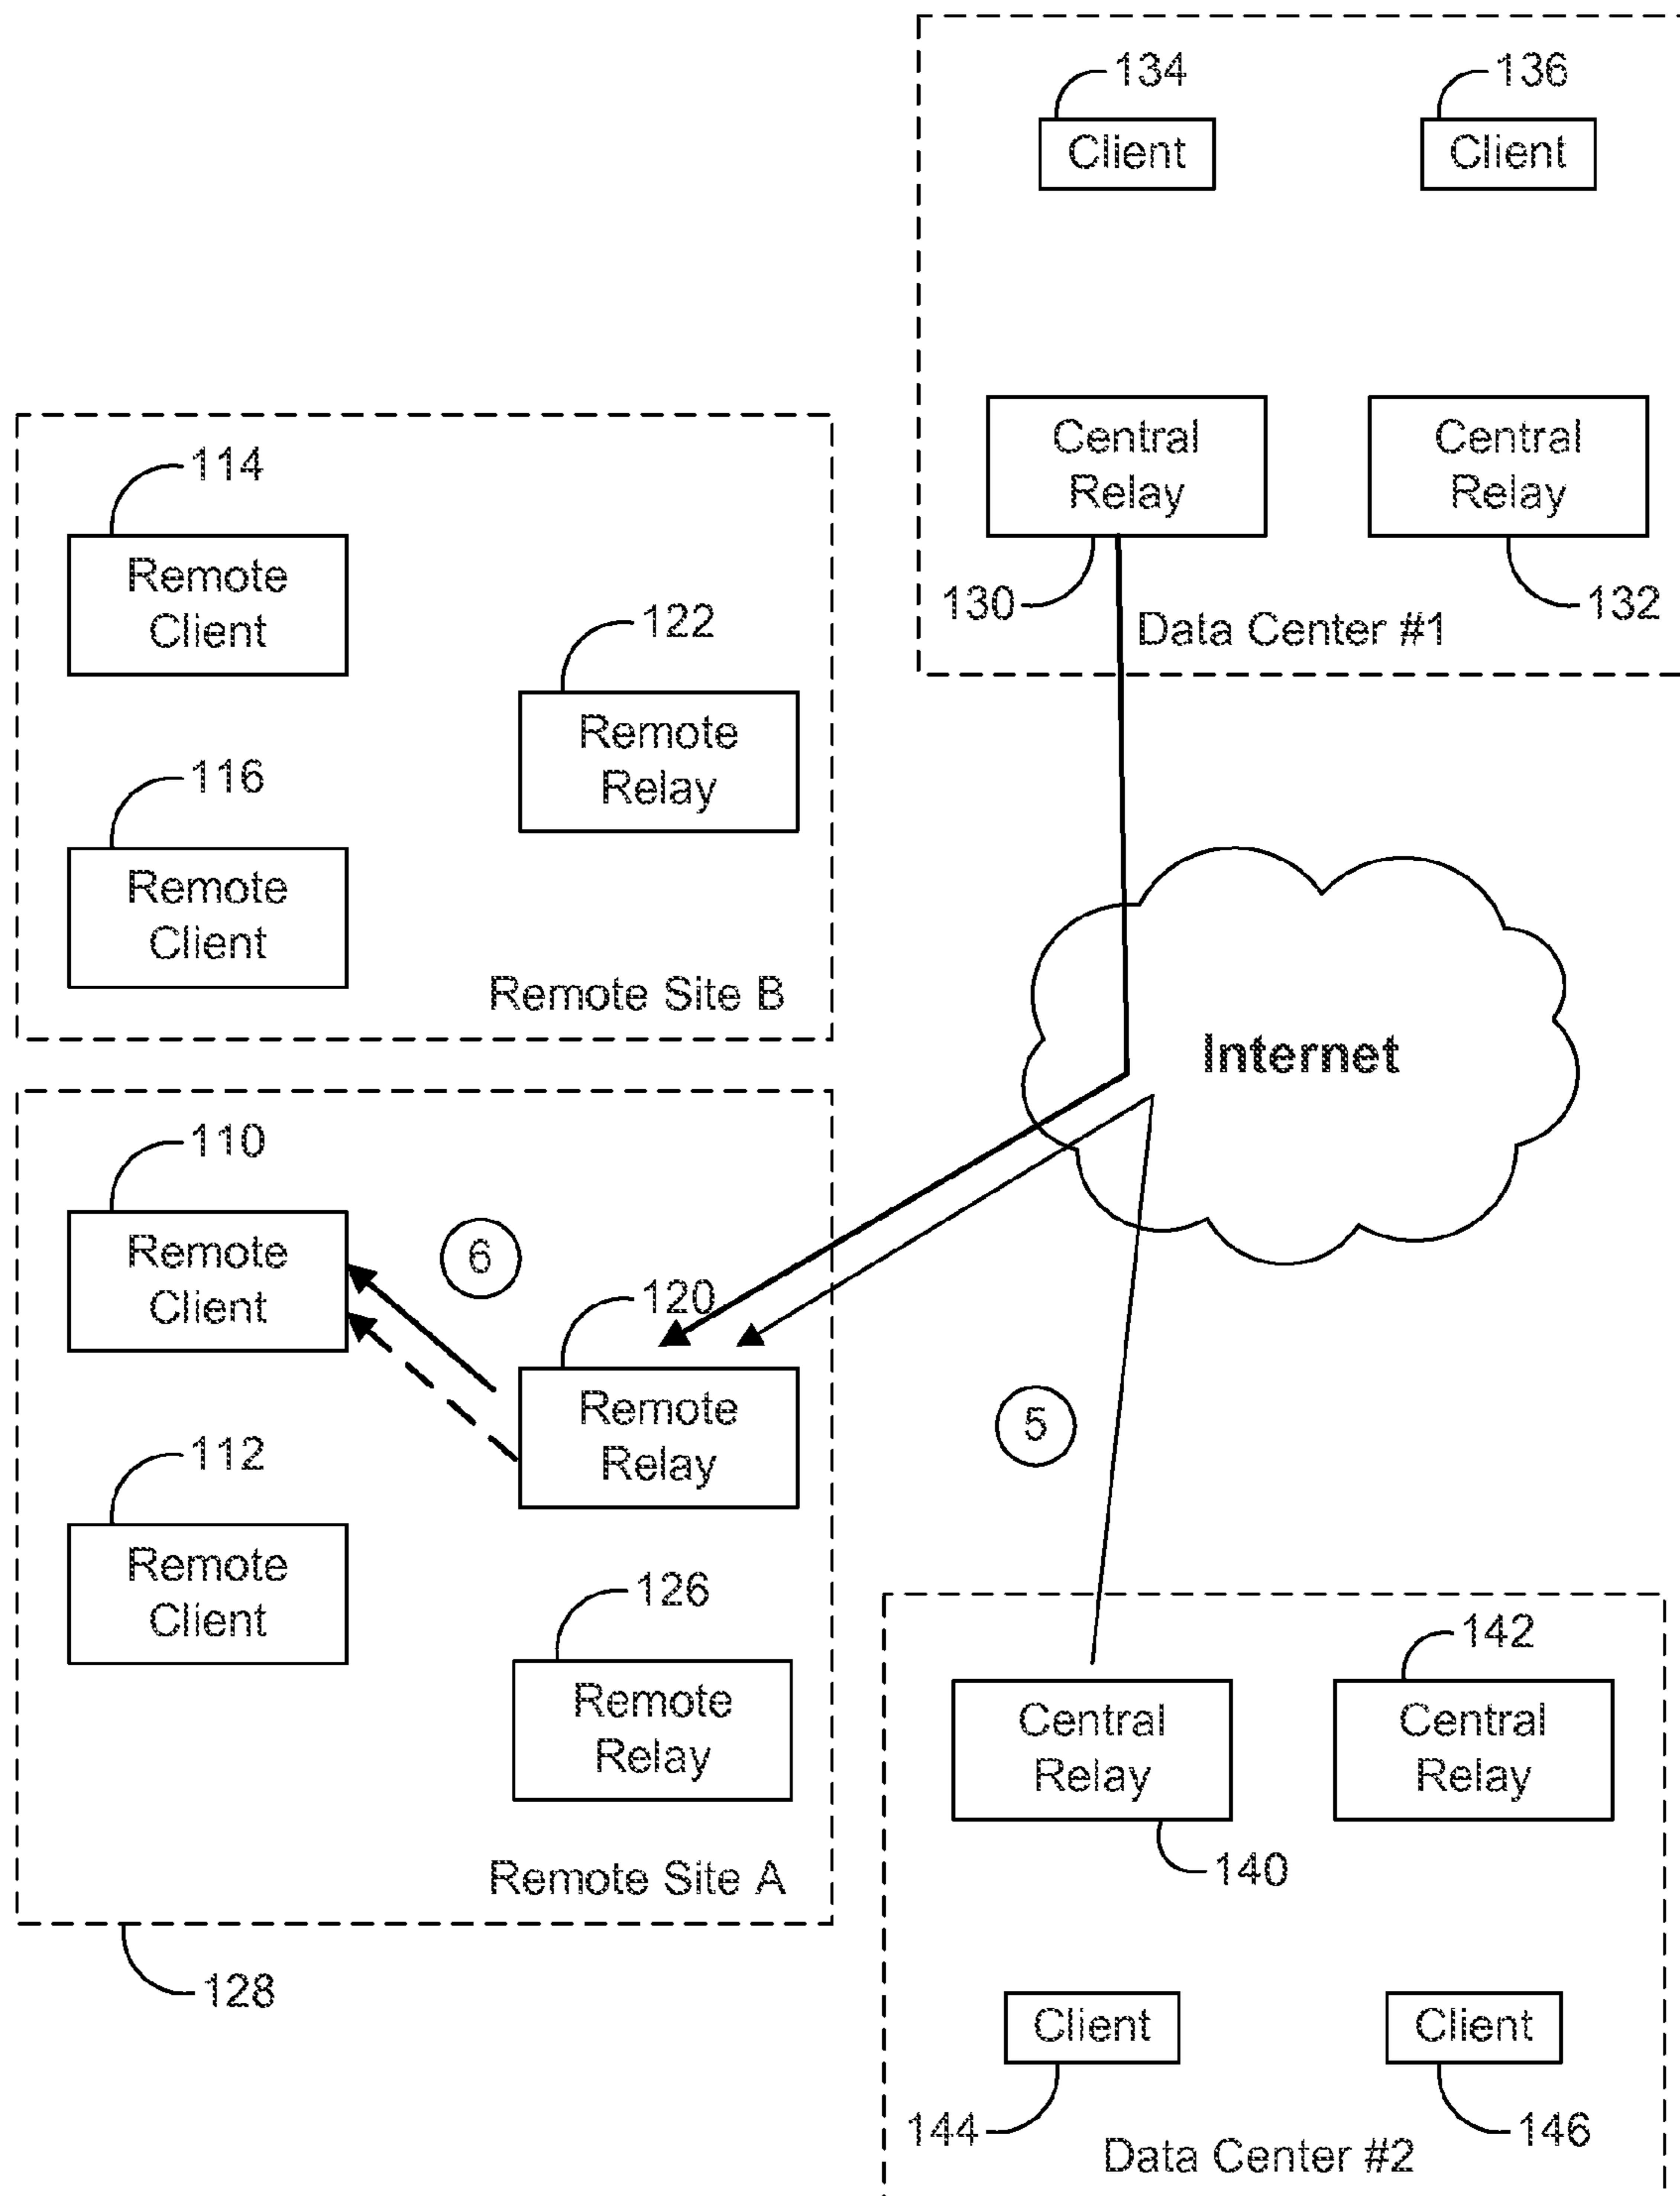 134
136
Client
Client
Central
Relay
Central
Relay
130
132
Data Center #1
114
Remote
Client
122
Remote
Relay
116
Remote
Client
Remote Site B
Internet
110
Remote
Client
6
120
Remote
Relay
5
112
Remote
Client
126
Remote
Relay
Remote Site A
128
142
Central
Relay
Central
Relay
140
Client
Client
144
146
Data Center #2